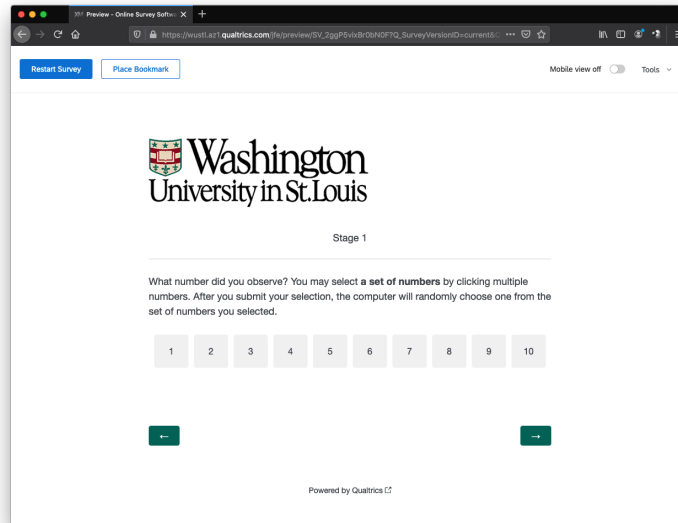 XM Preview - Online Survey Softwa
https://wustl.az1.qualtrics.com/jfe/preview/SV_2ggP5vixBr0bN0F?Q_SurveyVersionID=current&
Restart Survey
Place Bookmark
Mobile view off
Tools
Washington
University in St.Louis
Stage 1
What number did you observe? You may select a set of numbers by clicking multiple
numbers. After you submit your selection, the computer will randomly choose one from the
set of numbers you selected.
1 2 3 4 5 6 7 8 9 10
Powered by Qualtrics